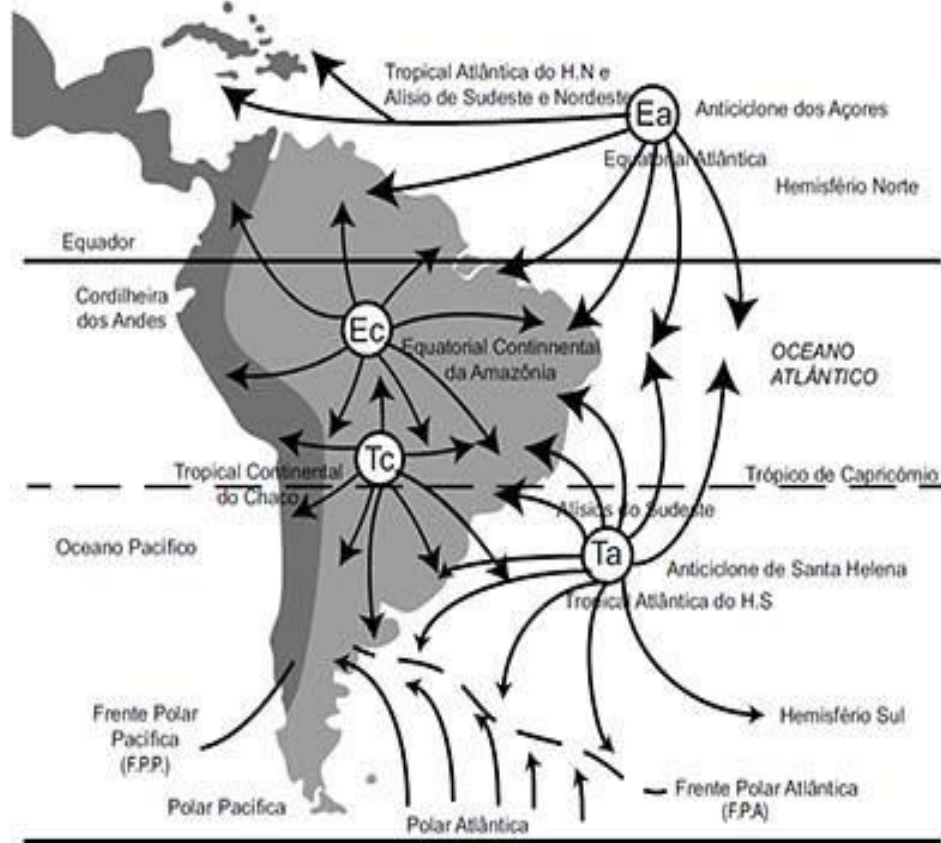 Tropical Atlântica do H.N e
Alísio de Sudeste e Nordeste
Ea
Anticiclone dos Açores
Equatorial Atlântica
Hemisfério Norte
Equador
Cordilheira
dos Andes
Ec
Equatorial Continnental
da Amazônia
OCEANO
ATLÂNTICO
Tc
Tropical Continental
do Chaco
Trópico de Capricórnio
Alísios do Sudeste
Oceano Pacífico
Ta
Anticiclone de Santa Helena
Tropical Atlântica do H.S
Frente Polar
Pacífica
(F.P.P.)
Hemisfério Sul
Polar Pacífica
Polar Atlântica
Frente Polar Atlântica
(F.P.A)